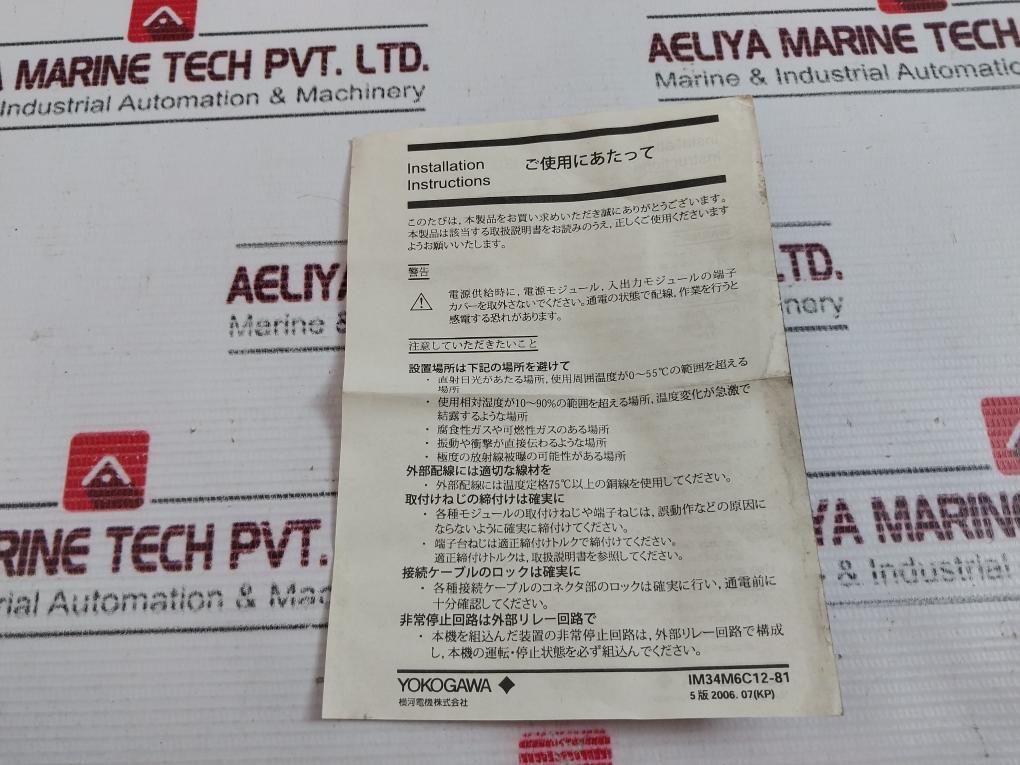 A MARINE TECH PVT. LTD.
Industrial Automation & Machinery
AELIYA MARINE TECH
Marine & Industrial Automatio
Installation
Instructions
ご使用にあたって
このたびは，本製品をお買い求めいただき誠にありがとうございます。
本製品は該当する取扱説明書をお読みのうえ，正しくご使用くださいます
ようお願いいたします。
警告
電源供給時に，電源モジュール，入出力モジュールの端子
カバーを取外さないでください。通電の状態で配線，作業を行うと
感電する恐れがあります。
注意していただきたいこと
設置場所は下記の場所を避けて
・ 直射日光があたる場所，使用周囲温度が0～55℃の範囲を超える
場所
・ 使用相対湿度が10～90%の範囲を超える場所，温度変化が急激で
結露するような場所
・ 腐食性ガスや可燃性ガスのある場所
・ 振動や衝撃が直接伝わるような場所
・ 極度の放射線被曝の可能性がある場所
外部配線には適切な線材を
・ 外部配線には温度定格75℃以上の銅線を使用してください。
取付けねじの締付けは確実に
・ 各種モジュールの取付けねじや端子ねじは，誤動作などの原因に
ならないように確実に締付けてください。
・ 端子台ねじは適正締付けトルクで締付けてください。
適正締付けトルクは，取扱説明書を参照してください。
接続ケーブルのロックは確実に
・ 各種接続ケーブルのコネクタ部のロックは確実に行い，通電前に
十分確認してください。
非常停止回路は外部リレー回路で
・ 本機を組込んだ装置の非常停止回路は，外部リレー回路で構成
し，本機の運転・停止状態を必ず組込んでください。
YOKOGAWA
横河電機株式会社
IM34M6C12-81
5 版 2006. 07(KP)
AELIYA
LTD.
Marine &
nery
RINE TECH PVT.
rial Automation & Mac
YA MARIN
& Industrial